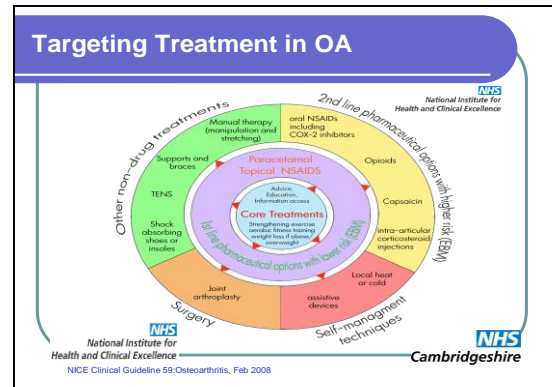 Targeting Treatment in OA
NHS
National Institute for
Health and Clinical Excellence
Other non-drug treatments
2nd line pharmaceutical options with higher risk (EBM)
Manual therapy
(manipulation and
stretching)
oral NSAIDs
including
COX-2 inhibitors
Supports and
braces
Opioids
Paracetamol
Topical NSAIDS
TENS
Capsaicin
Advice,
Education,
Information access
Core Treatments
Strengthening exercise
aerobic fitness training
weight loss if obese/
overweight
Shock
absorbing
shoes or
insoles
intra-articular
corticosteroid
injections
1st line pharmaceutical options with lower risk (EBM)
Joint
arthroplasty
Local heat
or cold
assistive
devices
Surgery
Self-managment
techniques
NHS
National Institute for
Health and Clinical Excellence
NHS
Cambridgeshire
NICE Clinical Guideline 59:Osteoarthritis, Feb 2008